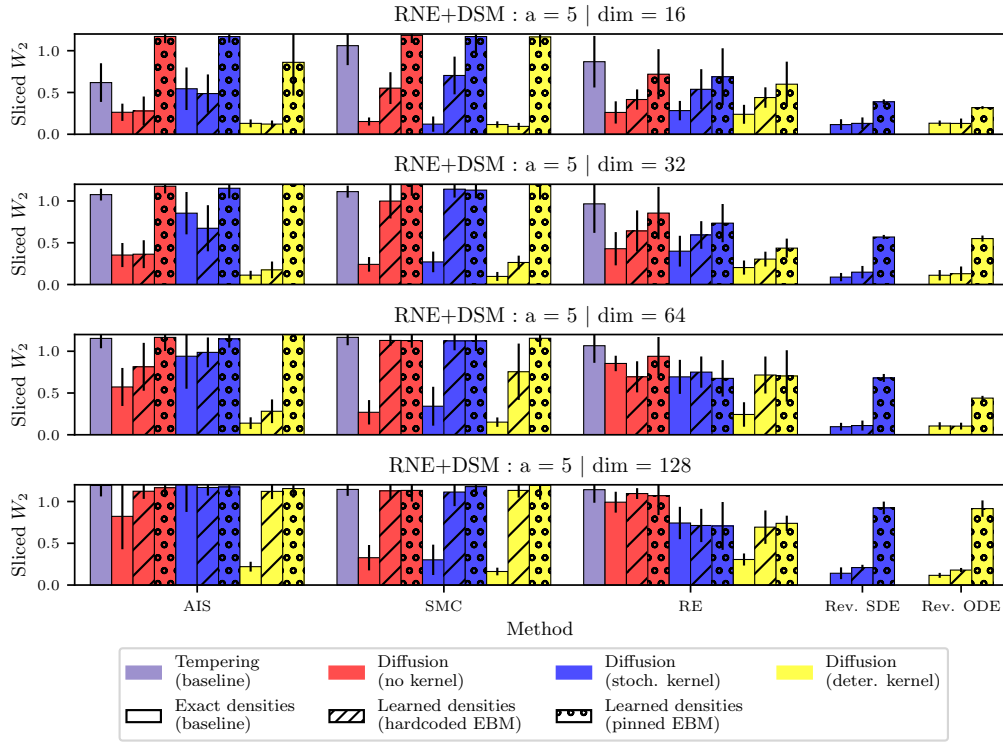 RNE+DSM : a = 5 | dim = 16
Sliced W2
1.0
0.5
0.0
RNE+DSM : a = 5 | dim = 32
Sliced W2
1.0
0.5
0.0
RNE+DSM : a = 5 | dim = 64
Sliced W2
1.0
0.5
0.0
RNE+DSM : a = 5 | dim = 128
Sliced W2
1.0
0.5
0.0
AIS SMC RE Rev. SDE Rev. ODE
Method
Tempering Diffusion Diffusion Diffusion
(baseline) (no kernel) (stoch. kernel) (deter. kernel)
Exact densities Learned densities Learned densities
(baseline) (hardcoded EBM) (pinned EBM)